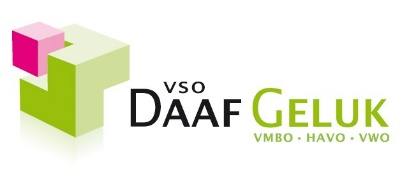 VSO
DAAF GELUK
VMBO · HAVO · VWO